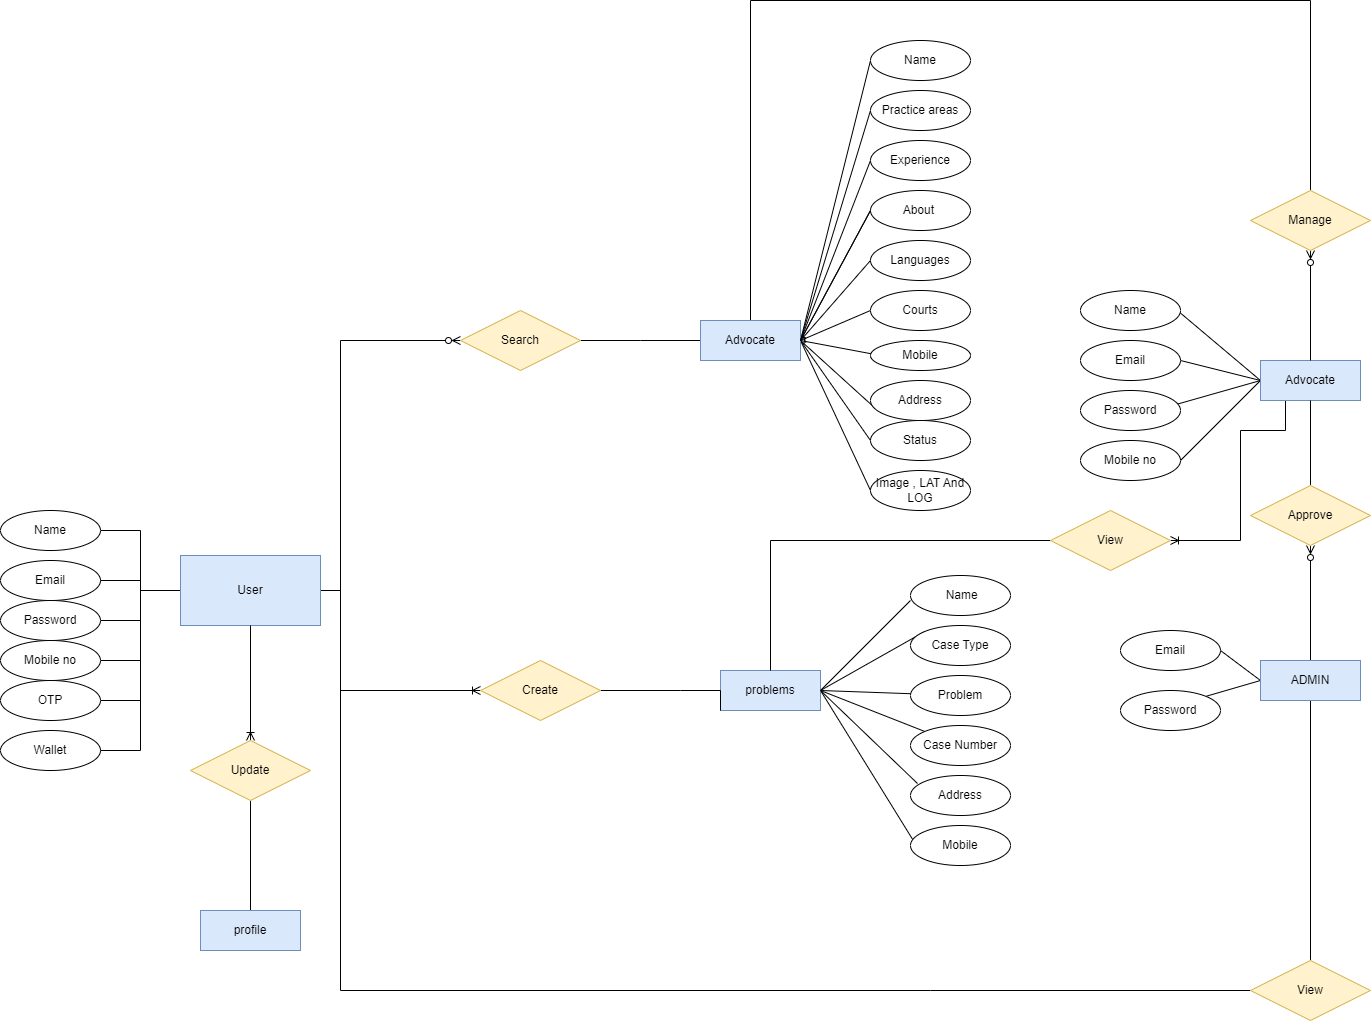 Name
Practice areas
Experience
About
Languages
Courts
Mobile
Address
Status
Image , LAT And
LOG
Search
Advocate
Manage
Name
Email
Password
Mobile no
Advocate
Approve
View
Name
Email
Password
Mobile no
OTP
Wallet
User
Update
profile
Create
problems
Name
Case Type
Problem
Case Number
Address
Mobile
Email
Password
ADMIN
View